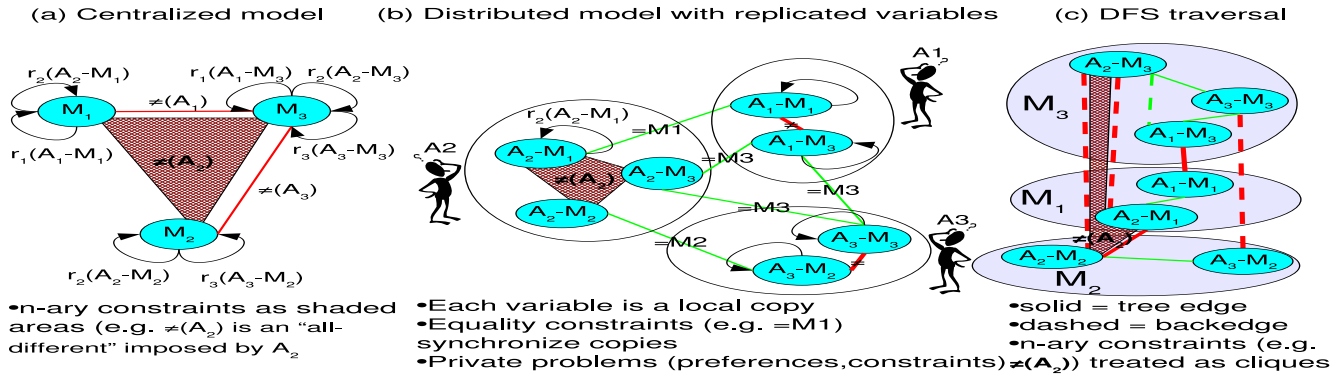 (a) Centralized model
r₂(A₂-M₁)
r₁(A₁-M₃)
r₂(A₂-M₃)
M₁
≠(A₁)
M₃
r₁(A₁-M₁)
r₃(A₃-M₃)
≠(A₂)
≠(A₃)
M₂
r₂(A₂-M₂)
r₃(A₃-M₂)
•n-ary constraints as shaded
areas (e.g. ≠(A₂) is an “all-
different” imposed by A₂
(b) Distributed model with replicated variables
A1
?
A₁-M₁
r₂(A₂-M₁)
=M1
≠
A₁-M₃
A2
?
A₂-M₁
=M3
≠(A₂)
A₂-M₃
=M3
A₂-M₂
=M3
A3
?
=M2
A₃-M₃
=
A₃-M₂
•Each variable is a local copy
•Equality constraints (e.g. =M1)
synchronize copies
•Private problems (preferences,constraints)
(c) DFS traversal
A₂-M₃
M₃
A₃-M₃
A₁-M₃
A₁-M₁
M₁
A₂-M₁
≠(A₂)
A₂-M₂
A₃-M₂
M₂
•solid = tree edge
•dashed = backedge
•n-ary constraints (e.g.
≠(A₂)) treated as cliques